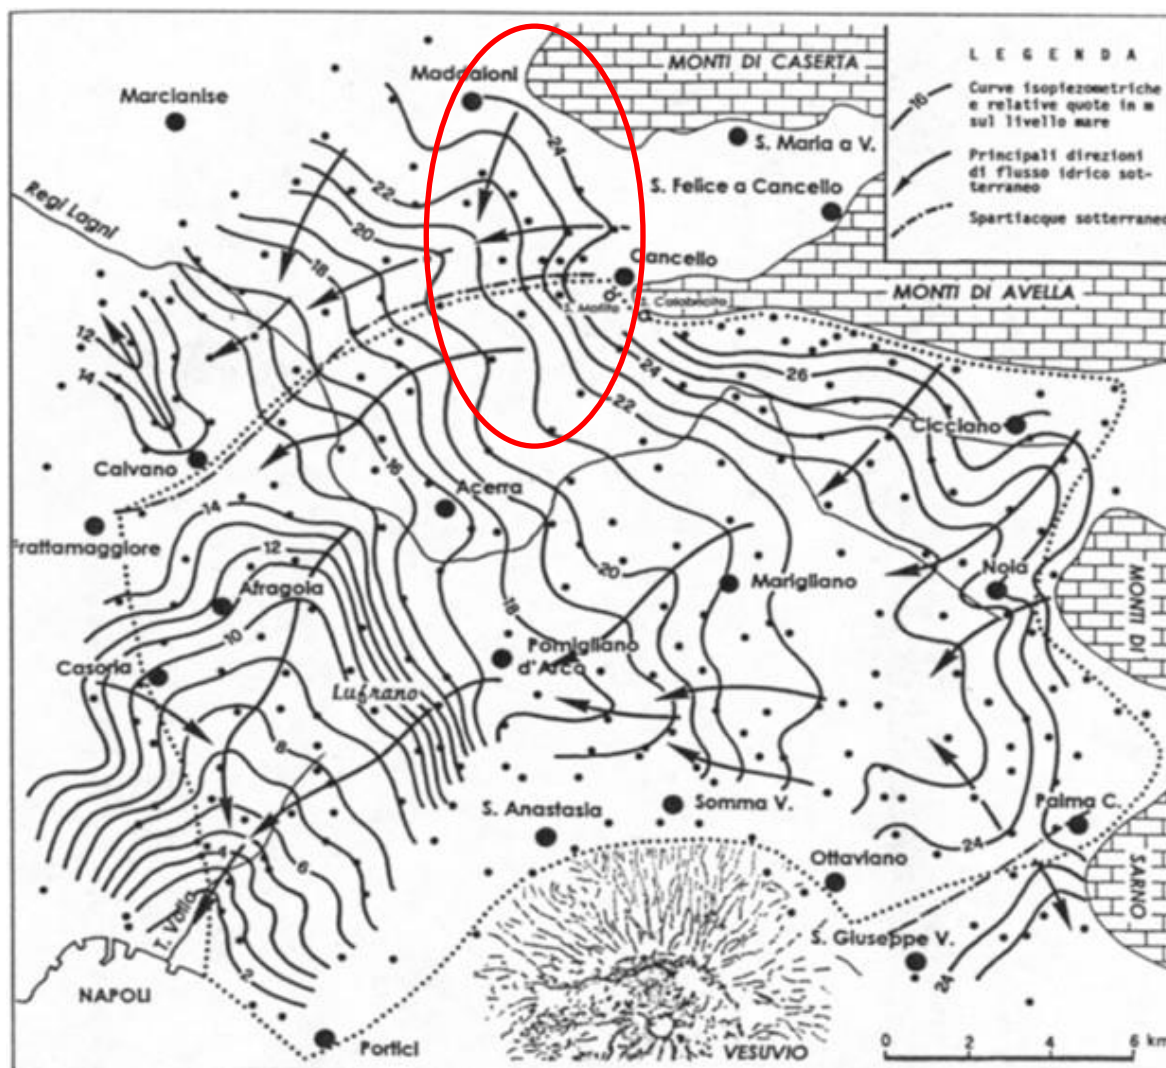 MONTI DI CASERTA
LEGENDA
Maddaloni
16
Curve isopiezometriche
e relative quote in m
sul livello mare
Marcianise
24
S. Maria a V.
Principali direzioni
di flusso idrico sot-
terraneo
22
S. Felice a Cancello
Regi Lagni
Spartiacque sotterraneo
20
Cancello
18
MONTI DI AVELLA
S. Calabricito
12
14
24
26
22
Cicciano
Calvano
16
Acerra
14
Frattamaggiore
12
20
Marigliano
Nola
MONTI DI
Afragola
18
10
Pomigliano
d'Arco
Casoria
Lufrano
8
S. Anastasia
Somma V.
Palma C.
24
4
6
Ottaviano
SARNO
T. Volla
S. Giuseppe V.
2
24
NAPOLI
Portici
VESUVIO
0 2 4 6 km